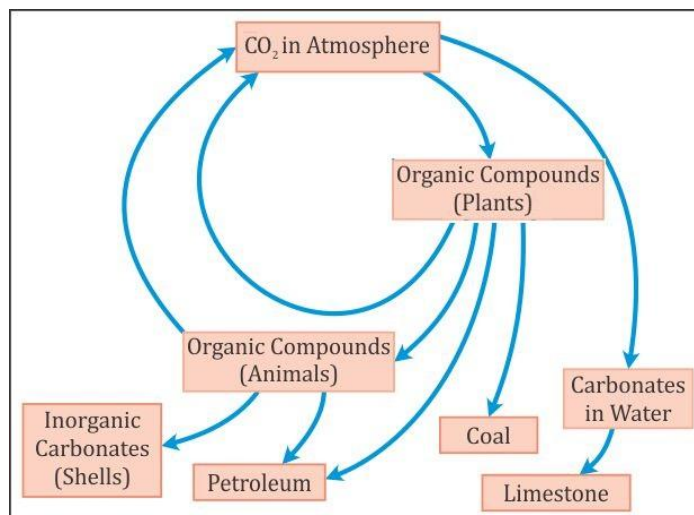 CO₂ in Atmosphere
Organic Compounds
(Plants)
Organic Compounds
(Animals)
Carbonates
in Water
Inorganic
Carbonates
(Shells)
Coal
Petroleum
Limestone